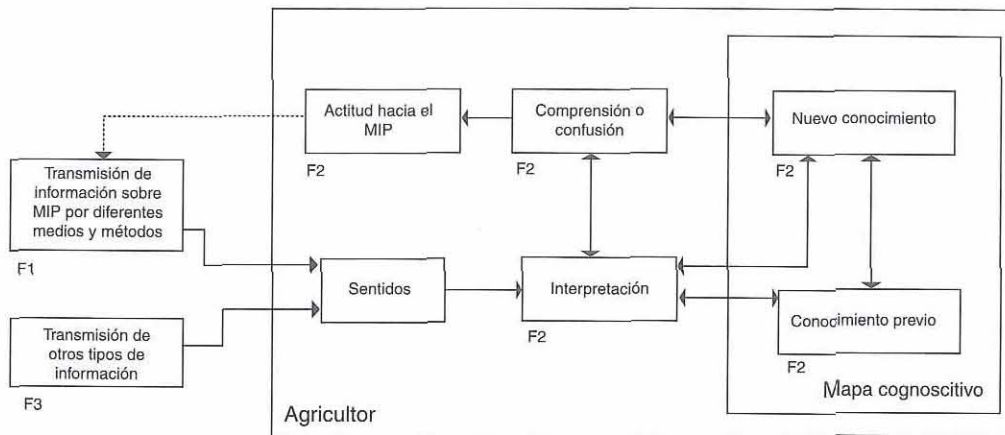 Actitud hacia el
MIP
F2
Comprensión o
confusión
F2
Nuevo conocimiento
F2
Transmisión de
información sobre
MIP por diferentes
medios y métodos
F1
Sentidos
Interpretación
F2
Conocimiento previo
F2
Transmisión de
otros tipos de
información
F3
Agricultor
Mapa cognoscitivo